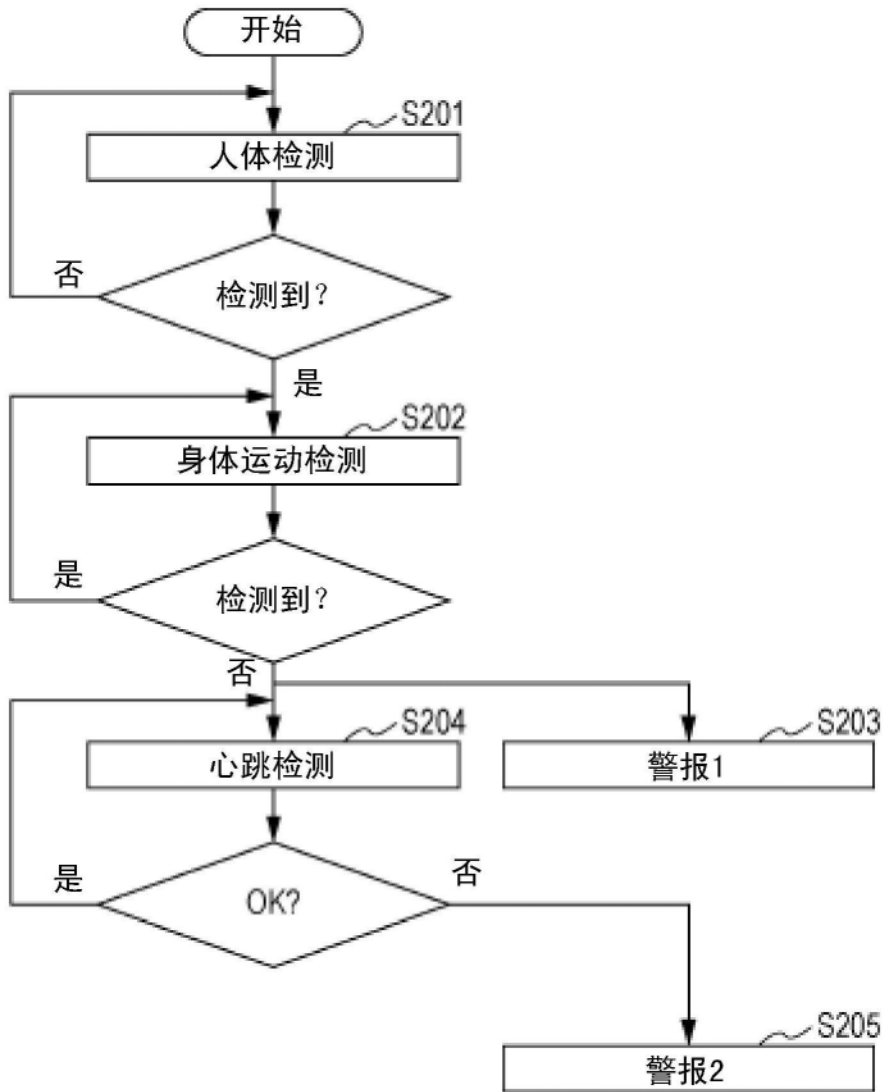 开始
S201
人体检测
否
检测到？
是
S202
身体运动检测
是
检测到？
否
S204
S203
心跳检测
警报1
是
否
OK?
S205
警报2